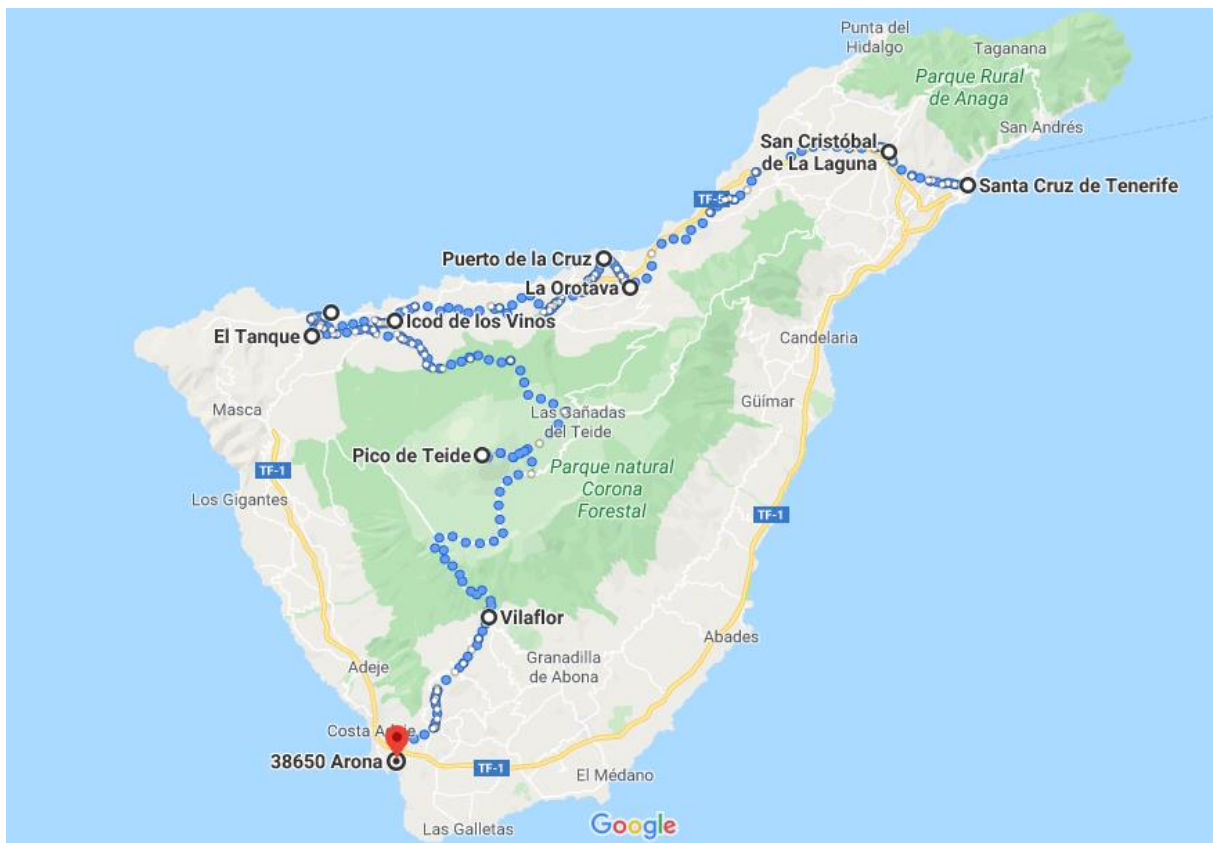 Punta del
Hidalgo
Taganana
Parque Rural
de Anaga
San Andrés
San Cristóbal
de La Laguna
Santa Cruz de Tenerife
TF-5
Puerto de la Cruz
La Orotava
Icod de los Vinos
El Tanque
Candelaria
Masca
Las Cañadas
del Teide
Güímar
Pico de Teide
Parque natural
Corona
Forestal
TF-1
Los Gigantes
TF-1
Vilaflor
Abades
Granadilla
de Abona
Adeje
Costa Adeje
38650 Arona
TF-1
El Médano
Las Galletas
Google